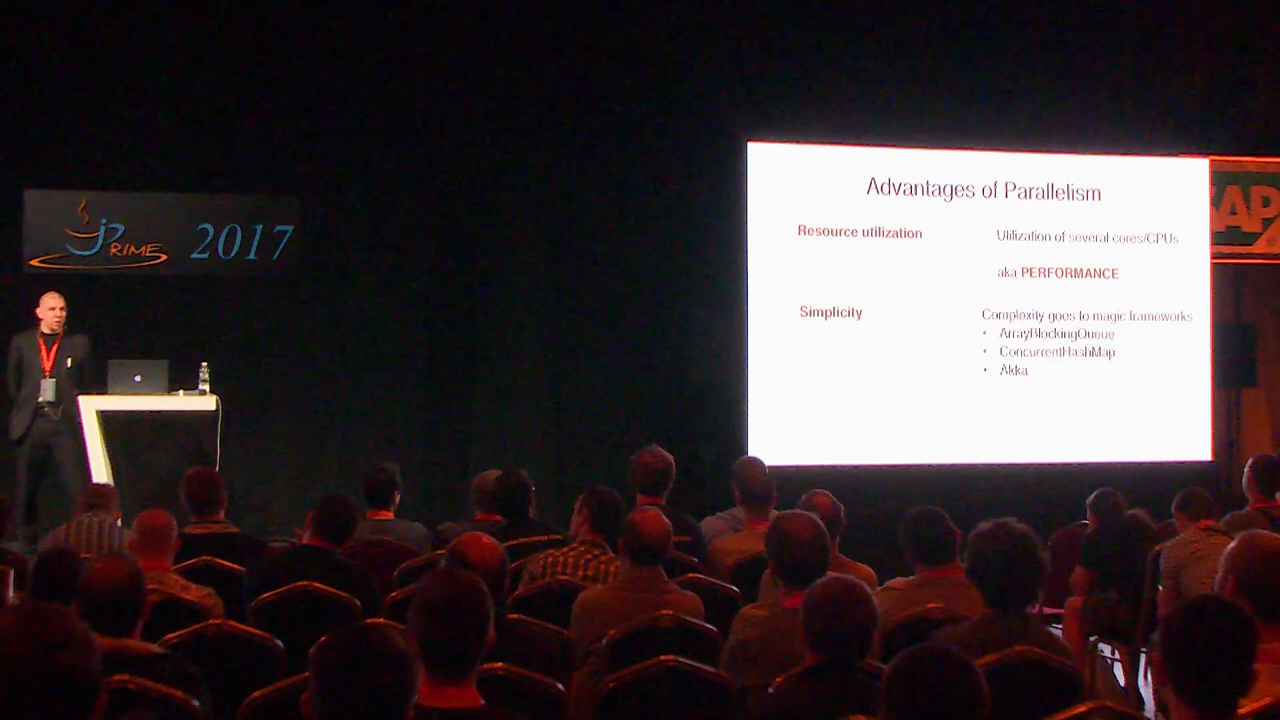 JPRIME 2017
Advantages of Parallelism
Resource utilization
Utilization of several cores/CPUs
aka PERFORMANCE
Simplicity
Complexity goes to magic frameworks
• ArrayBlockingQueue
• ConcurrentHashMap
• Akka
SAP